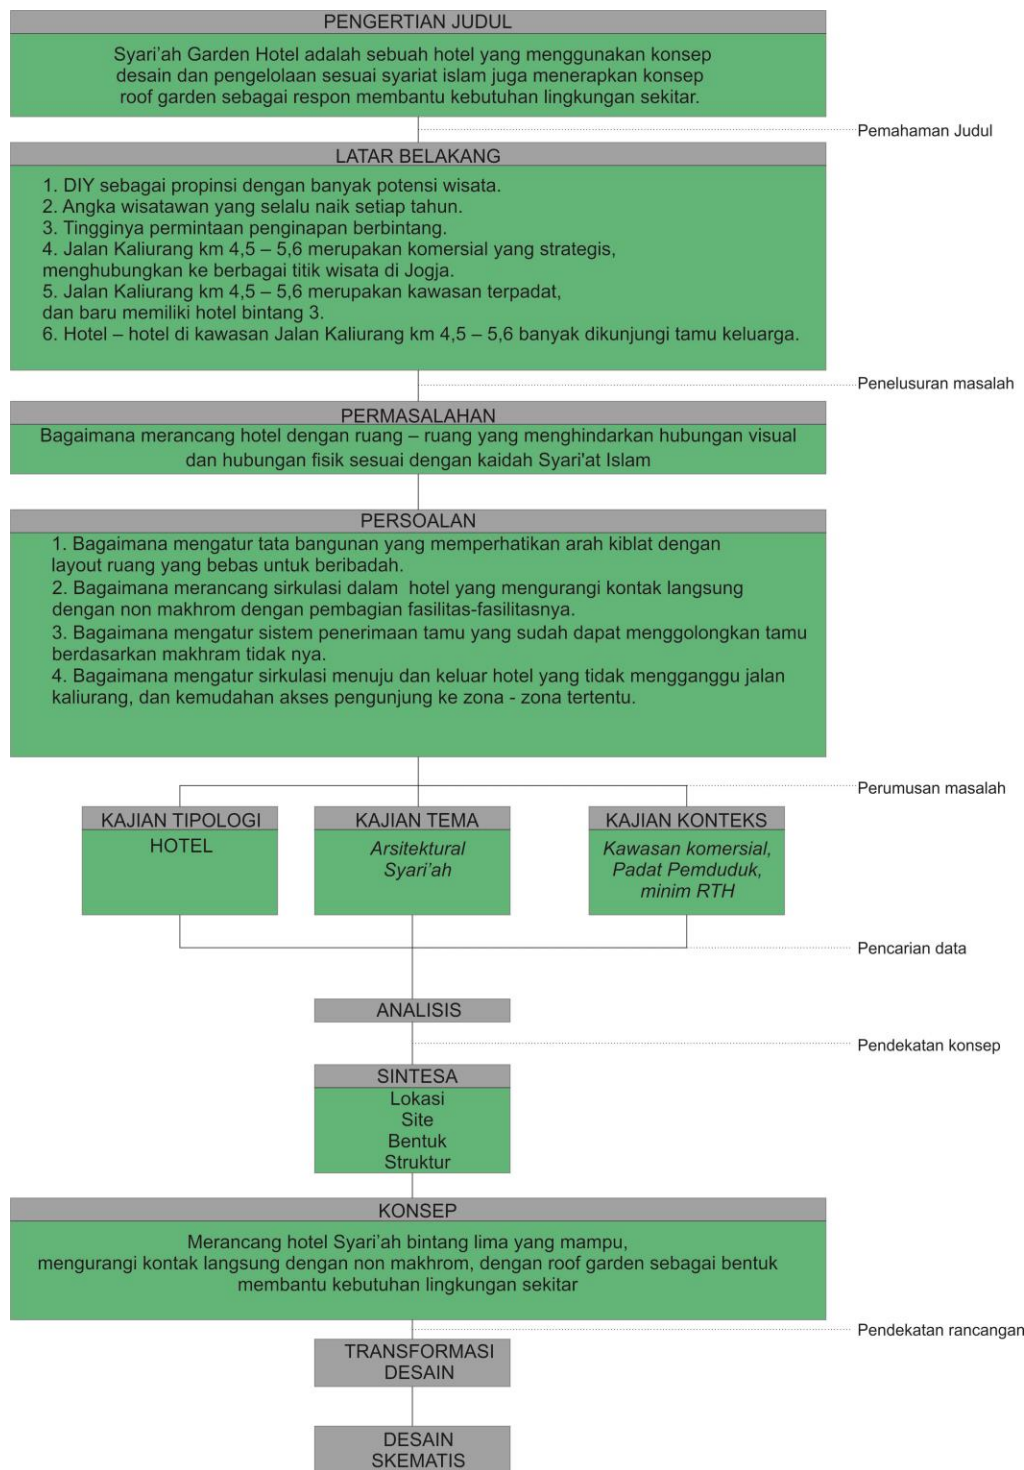 PENGERTIAN JUDUL
Syari’ah Garden Hotel adalah sebuah hotel yang menggunakan konsep
desain dan pengelolaan sesuai syariat islam juga menerapkan konsep
roof garden sebagai respon membantu kebutuhan lingkungan sekitar.
Pemahaman Judul
LATAR BELAKANG
1. DIY sebagai propinsi dengan banyak potensi wisata.
2. Angka wisatawan yang selalu naik setiap tahun.
3. Tingginya permintaan penginapan berbintang.
4. Jalan Kaliurang km 4,5 – 5,6 merupakan komersial yang strategis,
menghubungkan ke berbagai titik wisata di Jogja.
5. Jalan Kaliurang km 4,5 – 5,6 merupakan kawasan terpadat,
dan baru memiliki hotel bintang 3.
6. Hotel – hotel di kawasan Jalan Kaliurang km 4,5 – 5,6 banyak dikunjungi tamu keluarga.
Penelusuran masalah
PERMASALAHAN
Bagaimana merancang hotel dengan ruang – ruang yang menghindarkan hubungan visual
dan hubungan fisik sesuai dengan kaidah Syari'at Islam
PERSOALAN
1. Bagaimana mengatur tata bangunan yang memperhatikan arah kiblat dengan
layout ruang yang bebas untuk beribadah.
2. Bagaimana merancang sirkulasi dalam hotel yang mengurangi kontak langsung
dengan non makhrom dengan pembagian fasilitas-fasilitasnya.
3. Bagaimana mengatur sistem penerimaan tamu yang sudah dapat menggolongkan tamu
berdasarkan makhram tidak nya.
4. Bagaimana mengatur sirkulasi menuju dan keluar hotel yang tidak mengganggu jalan
kaliurang, dan kemudahan akses pengunjung ke zona - zona tertentu.
Perumusan masalah
KAJIAN TIPOLOGI
HOTEL
KAJIAN TEMA
Arsitektural
Syari’ah
KAJIAN KONTEKS
Kawasan komersial,
Padat Pemduduk,
minim RTH
Pencarian data
ANALISIS
Pendekatan konsep
SINTESA
Lokasi
Site
Bentuk
Struktur
KONSEP
Merancang hotel Syari’ah bintang lima yang mampu,
mengurangi kontak langsung dengan non makhrom, dengan roof garden sebagai bentuk
membantu kebutuhan lingkungan sekitar
Pendekatan rancangan
TRANSFORMASI
DESAIN
DESAIN
SKEMATIS